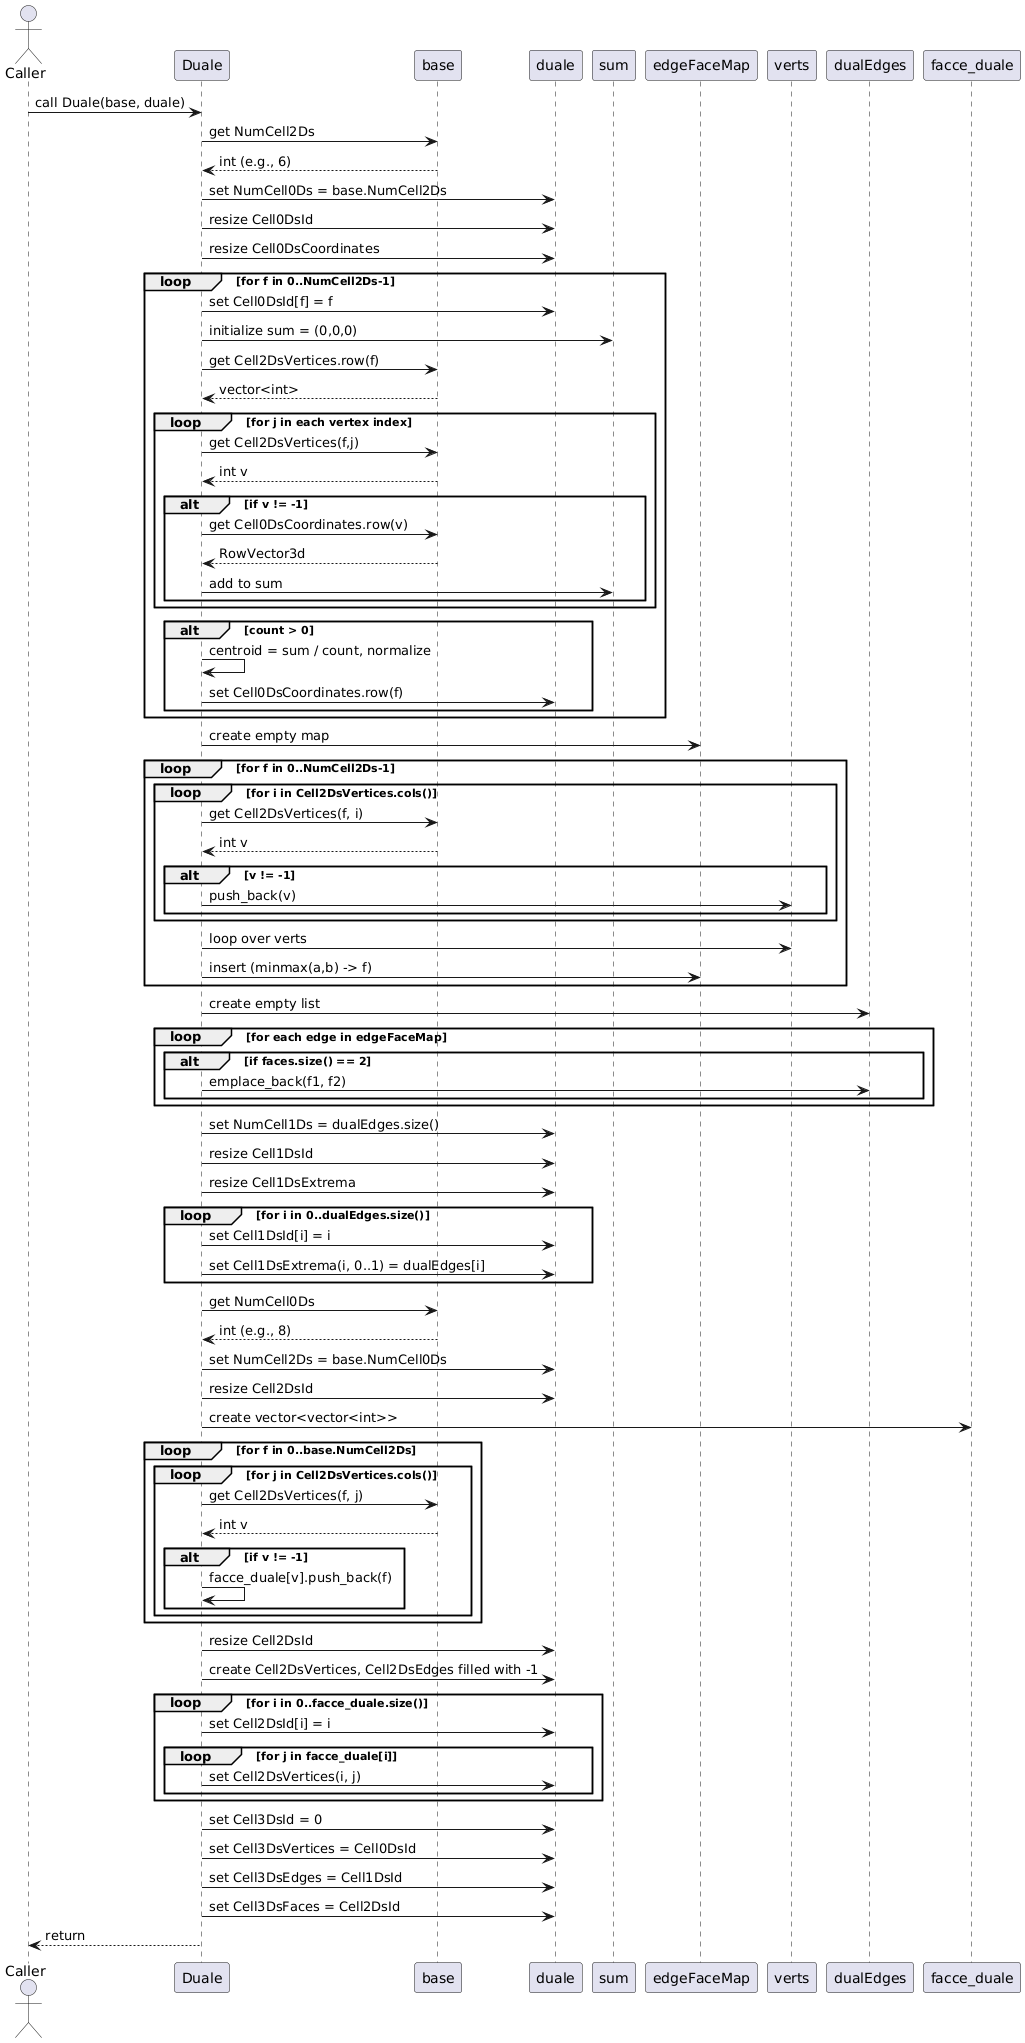 Caller
Duale base duale sum edgeFaceMap verts dualEdges facce_duale
call Duale(base, duale)
get NumCell2Ds
int (e.g., 6)
set NumCell0Ds = base.NumCell2Ds
resize Cell0DsId
resize Cell0DsCoordinates
loop [for f in 0..NumCell2Ds-1]
set Cell0DsId[f] = f
initialize sum = (0,0,0)
get Cell2DsVertices.row(f)
vector<int>
loop [for j in each vertex index]
get Cell2DsVertices(f,j)
int v
alt [if v != -1]
get Cell0DsCoordinates.row(v)
RowVector3d
add to sum
alt [count > 0]
centroid = sum / count, normalize
set Cell0DsCoordinates.row(f)
create empty map
loop [for f in 0..NumCell2Ds-1]
loop [for i in Cell2DsVertices.cols()]
get Cell2DsVertices(f, i)
int v
alt [v != -1]
push_back(v)
loop over verts
insert (minmax(a,b) -> f)
create empty list
loop [for each edge in edgeFaceMap]
alt [if faces.size() == 2]
emplace_back(f1, f2)
set NumCell1Ds = dualEdges.size()
resize Cell1DsId
resize Cell1DsExtrema
loop [for i in 0..dualEdges.size()]
set Cell1DsId[i] = i
set Cell1DsExtrema(i, 0..1) = dualEdges[i]
get NumCell0Ds
int (e.g., 8)
set NumCell2Ds = base.NumCell0Ds
resize Cell2DsId
create vector<vector<int>>
loop [for f in 0..base.NumCell2Ds]
loop [for j in Cell2DsVertices.cols()]
get Cell2DsVertices(f, j)
int v
alt [if v != -1]
facce_duale[v].push_back(f)
resize Cell2DsId
create Cell2DsVertices, Cell2DsEdges filled with -1
loop [for i in 0..facce_duale.size()]
set Cell2DsId[i] = i
loop [for j in facce_duale[i]]
set Cell2DsVertices(i, j)
set Cell3DsId = 0
set Cell3DsVertices = Cell0DsId
set Cell3DsEdges = Cell1DsId
set Cell3DsFaces = Cell2DsId
return
Caller
Duale base duale sum edgeFaceMap verts dualEdges facce_duale